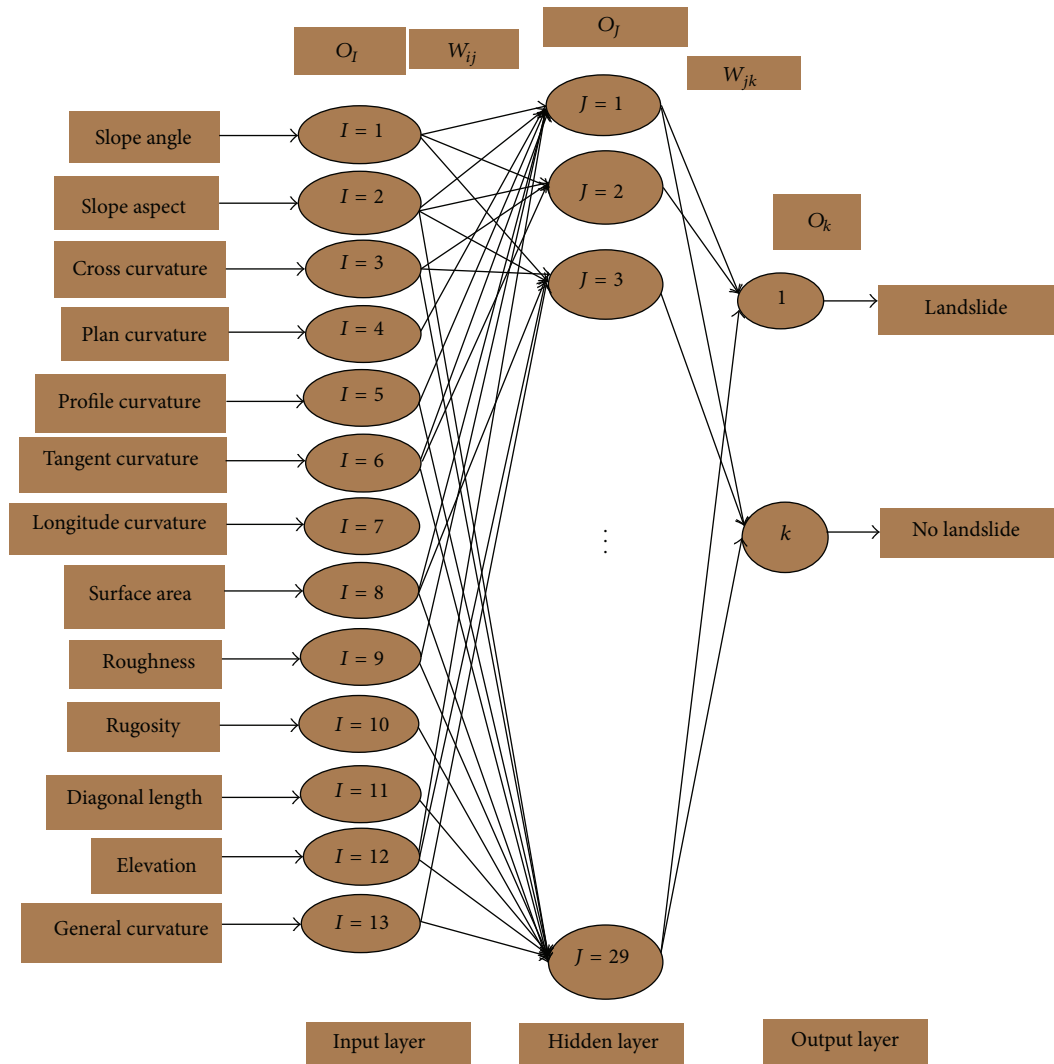 O_I
W_ij
O_J
W_jk
O_k
Slope angle
I = 1
Slope aspect
I = 2
Cross curvature
I = 3
Plan curvature
I = 4
Profile curvature
I = 5
Tangent curvature
I = 6
Longitude curvature
I = 7
Surface area
I = 8
Roughness
I = 9
Rugosity
I = 10
Diagonal length
I = 11
Elevation
I = 12
General curvature
I = 13
J = 1
J = 2
J = 3
⋮
J = 29
1
Landslide
k
No landslide
Input layer
Hidden layer
Output layer